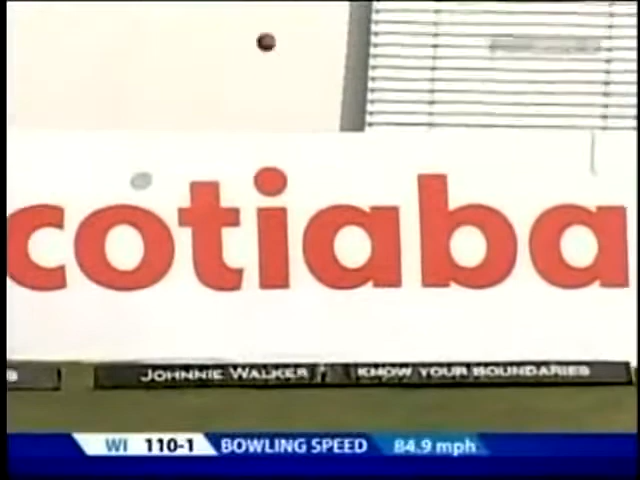 cotiaba
JOHNNIE WALKER KNOW YOUR BOUNDARIES
WI 110-1 BOWLING SPEED 84.9 mph